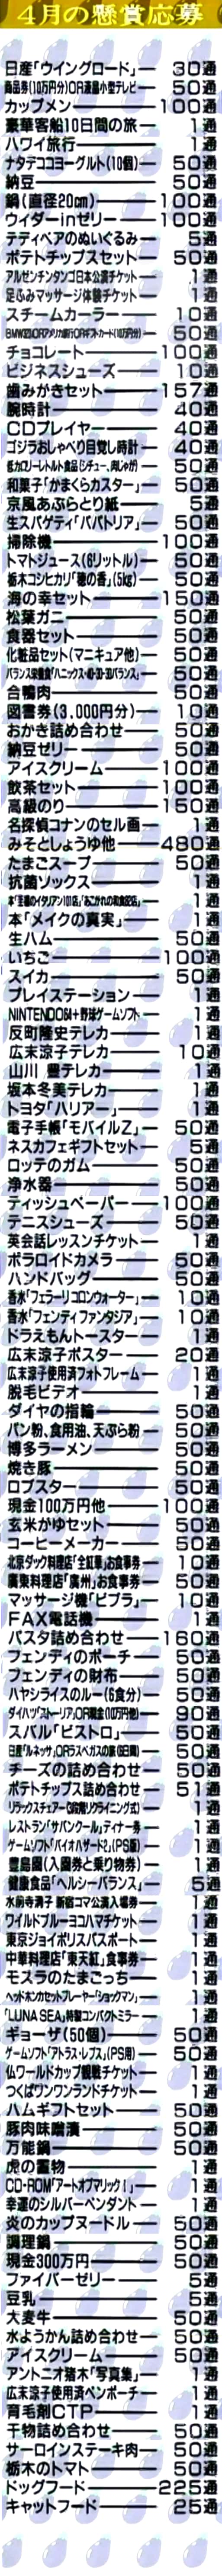 4月の懸賞応募
日産「ウイングロード」 30通
商品券(10万円分)OR液晶小型テレビ 50通
カップメン 100通
豪華客船10日間の旅 1通
ハワイ旅行 1通
ナタデココヨーグルト(10個) 50通
納豆 50通
鍋(直径20cm) 100通
ウィダーinゼリー 100通
テディベアのぬいぐるみ 5通
ポテトチップスセット 50通
アルゼンチンタンゴ日本公演チケット 1通
足ふみマッサージ体験チケット 1通
スチームカーラー 10通
50通
チョコレート 100通
ビジネスシューズ 10通
歯みがきセット 157通
腕時計 40通
CDプレイヤー 40通
ゴジラおしゃべり目覚し時計 40通
低カロリーレトルト食品(シチュー、肉じゃが) 50通
和菓子「かまくらカスター」 50通
京風あぶらとり紙 5通
生スパゲティ「パパトリア」 50通
掃除機 100通
トマトジュース(6リットル) 50通
栃木コシヒカリ「穂の香」(5kg) 50通
海の幸セット 150通
松葉ガニ 50通
食器セット 50通
化粧品セット(マニキュア他) 50通
バランス栄養食「ハニックス・40-30-30バランス」 50通
合鴨肉 50通
図書券(3,000円分) 10通
おかき詰め合わせ 50通
納豆ゼリー 50通
アイスクリーム 100通
飲茶セット 100通
高級のり 150通
名探偵コナンのセル画 1通
みそとしょうゆ他 480通
たまごスープ 50通
抗菌ソックス 1通
1通
本「メイクの真実」 1通
生ハム 50通
いちご 100通
スイカ 50通
プレイステーション 1通
NINTENDO64+野球ゲームソフト 1通
反町隆史テレカ 1通
広末涼子テレカ 10通
山川 豊テレカ 1通
坂本冬美テレカ 1通
トヨタ「ハリアー」 1通
電子手帳「モバイルZ」 50通
ネスカフェギフトセット 5通
ロッテのガム 50通
浄水器 50通
ティッシュペーパー 100通
テニスシューズ 50通
英会話レッスンチケット 1通
ポラロイドカメラ 50通
ハンドバッグ 50通
香水「フェラーリコロンウォーター」 10通
香水「フェンディファンタジア」 10通
ドラえもんトースター 1通
広末涼子ポスター 20通
広末涼子使用済フォトフレーム 1通
脱毛ビデオ 1通
ダイヤの指輪 50通
パン粉、食用油、天ぷら粉 50通
博多ラーメン 50通
焼き豚 50通
ロブスター 50通
現金100万円他 100通
玄米がゆセット 50通
コーヒーメーカー 50通
北京ダック料理店「全紅軍」お食事券 10通
廣東料理店「廣州」お食事券 50通
マッサージ機「ビブラ」 10通
FAX電話機 1通
パスタ詰め合わせ 160通
フェンディのポーチ 50通
フェンディの財布 50通
ハヤシライスのルー(6食分) 50通
ダイハツ「ストーリア」OR現金(10万円他) 90通
スバル「ビストロ」 50通
日産「ルネッサ」ORラスベガスの旅(5日間) 50通
チーズの詰め合わせ 50通
ポテトチップス詰め合わせ 51通
リラックスチェアー 1通
レストラン「サバンクール」ディナー券 1通
ゲームソフト「バイオハザード2」(PS版) 1通
豊島園(入園券と乗り物券) 1通
健康食品「ヘルシーバランス」 5通
水前寺清子 新宿コマ公演入場券 1通
ワイルドブルーヨコハマチケット 1通
東京ジョイポリスパスポート 1通
中華料理店「東天紅」食事券 1通
モスラのたまごっち 1通
ヘッドホンカセットプレーヤー「ショックマン」 1通
「LUNA SEA」特製コンパクトミラー 1通
ギョーザ(50個) 50通
ゲームソフト「アトラス・レプス」(PS用) 50通
仏ワールドカップ観戦チケット 1通
つくばワンワンランドチケット 1通
ハムギフトセット 50通
豚肉味噌漬 50通
万能鍋 50通
虎の置物 1通
CD-ROM「アートオブマリック！」 1通
幸運のシルバーペンダント 1通
炎のカップヌードル 50通
調理鍋 50通
現金300万円 50通
ファイバーゼリー 5通
豆乳 5通
大麦牛 50通
水ようかん詰め合わせ 50通
アイスクリーム 50通
アントニオ猪木「写真集」 1通
広末涼子使用済ペンポーチ 1通
育毛剤CTP 1通
干物詰め合わせ 50通
サーロインステーキ肉 50通
栃木のトマト 50通
ドッグフード 225通
キャットフード 25通